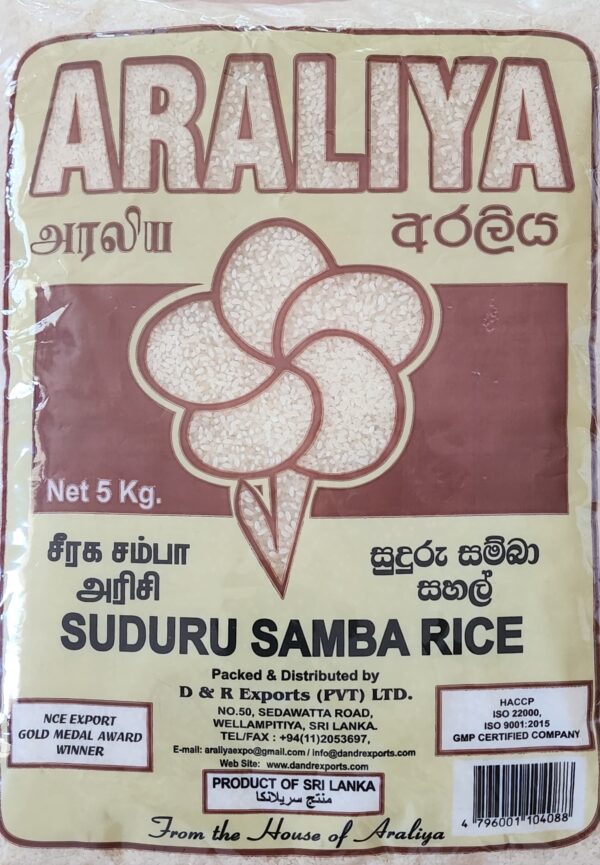 ARALIYA
அரலிய
අරලිය
Net 5 Kg.
சீரக சம்பா
அரிசி
සුදුරු සම්බා
සහල්
SUDURU SAMBA RICE
Packed & Distributed by
D & R Exports (PVT) LTD.
NO.50, SEDAWATTA ROAD,
WELLAMPITIYA, SRI LANKA.
TEL/FAX : +94(11)2053697,
E-mail: araliyaexpo@gmail.com / info@dandrexports.com
Web Site: www.dandrexports.com
NCE EXPORT
GOLD MEDAL AWARD
WINNER
HACCP
ISO 22000,
ISO 9001:2015
GMP CERTIFIED COMPANY
PRODUCT OF SRI LANKA
منتج سريلانكا
4 796001 104088
From the House of Araliya